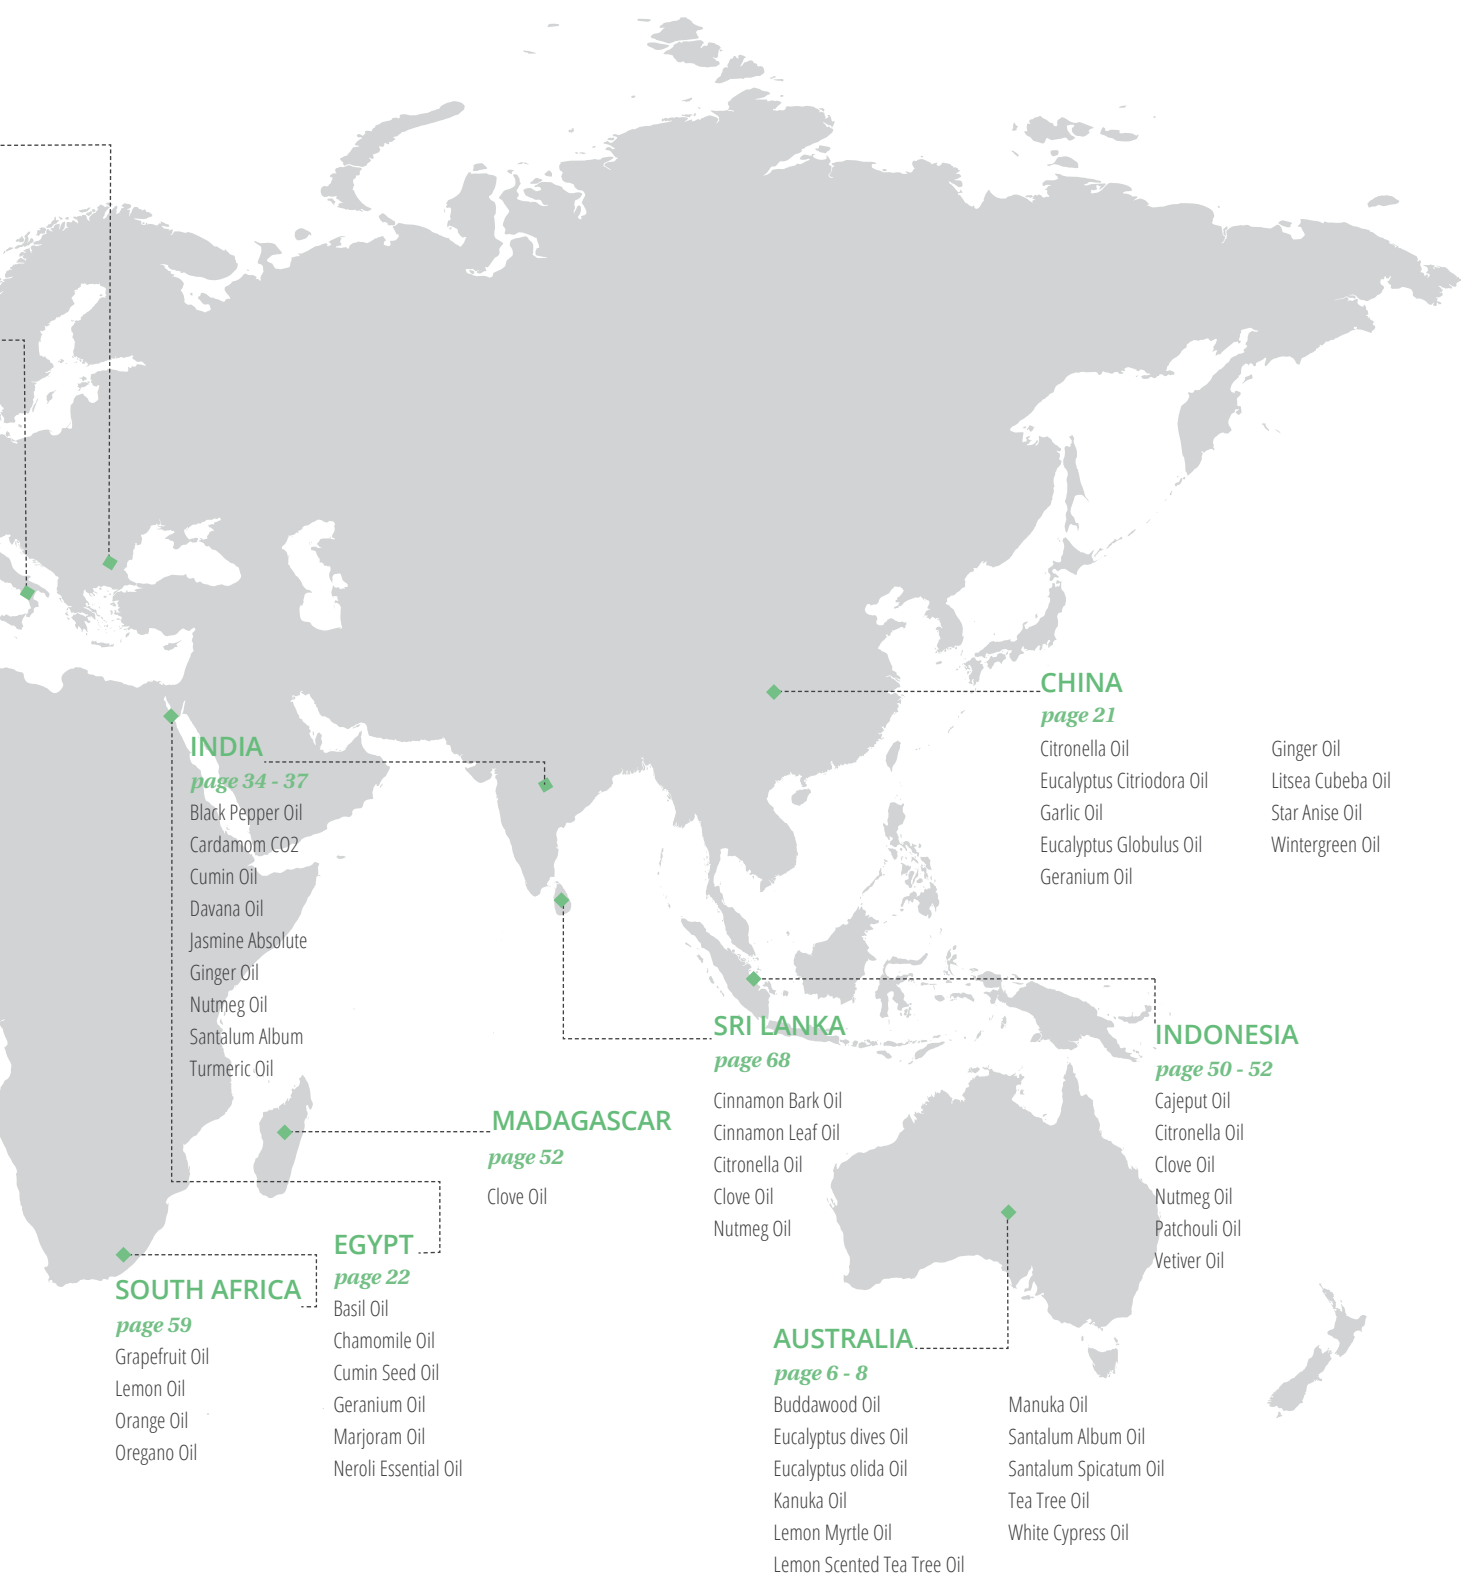 CHINA
page 21
Citronella Oil
Eucalyptus Citriodora Oil
Garlic Oil
Eucalyptus Globulus Oil
Geranium Oil
Ginger Oil
Litsea Cubeba Oil
Star Anise Oil
Wintergreen Oil
INDIA
page 34 - 37
Black Pepper Oil
Cardamom CO2
Cumin Oil
Davana Oil
Jasmine Absolute
Ginger Oil
Nutmeg Oil
Santalum Album
Turmeric Oil
SRI LANKA
page 68
Cinnamon Bark Oil
Cinnamon Leaf Oil
Citronella Oil
Clove Oil
Nutmeg Oil
INDONESIA
page 50 - 52
Cajeput Oil
Citronella Oil
Clove Oil
Nutmeg Oil
Patchouli Oil
Vetiver Oil
MADAGASCAR
page 52
Clove Oil
EGYPT
page 22
Basil Oil
Chamomile Oil
Cumin Seed Oil
Geranium Oil
Marjoram Oil
Neroli Essential Oil
SOUTH AFRICA
page 59
Grapefruit Oil
Lemon Oil
Orange Oil
Oregano Oil
AUSTRALIA
page 6 - 8
Buddawood Oil
Eucalyptus dives Oil
Eucalyptus olida Oil
Kanuka Oil
Lemon Myrtle Oil
Lemon Scented Tea Tree Oil
Manuka Oil
Santalum Album Oil
Santalum Spicatum Oil
Tea Tree Oil
White Cypress Oil